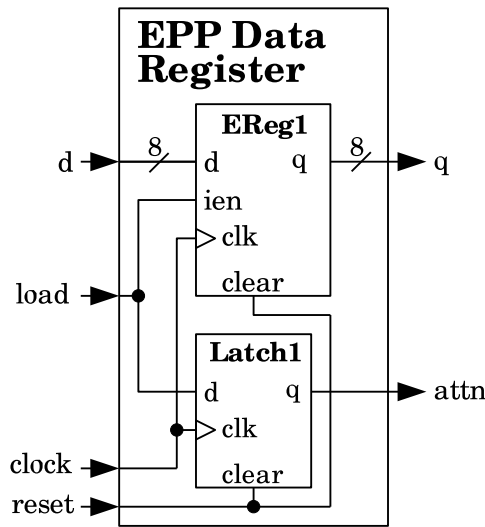 EPP Data
Register
EReg1
8
8
d
d
q
q
ien
clk
load
clear
Latch1
d
q
attn
clk
clock
clear
reset